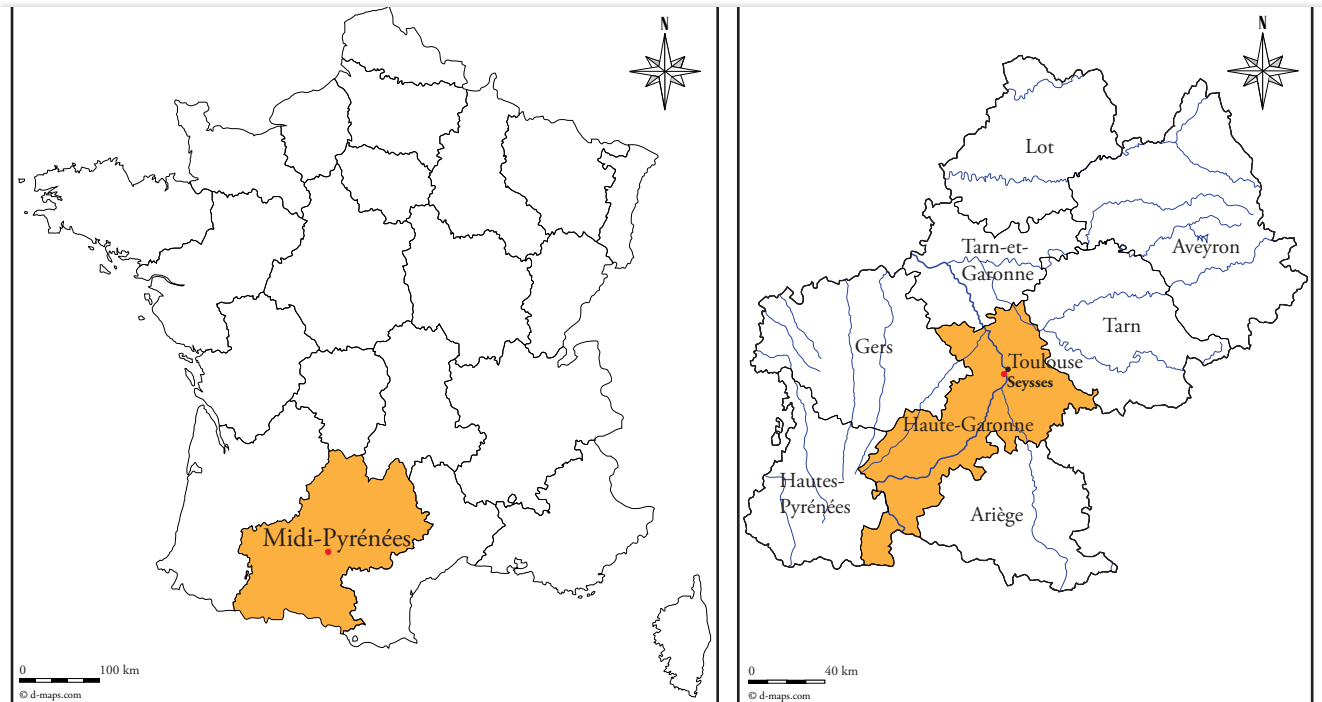 N
Midi-Pyrénées
0 100 km
© d-maps.com
N
Lot
Tarn-et-
Garonne
Aveyron
Tarn
Gers
Toulouse
Seysses
Haute-Garonne
Hautes-
Pyrénées
Ariège
0 40 km
© d-maps.com